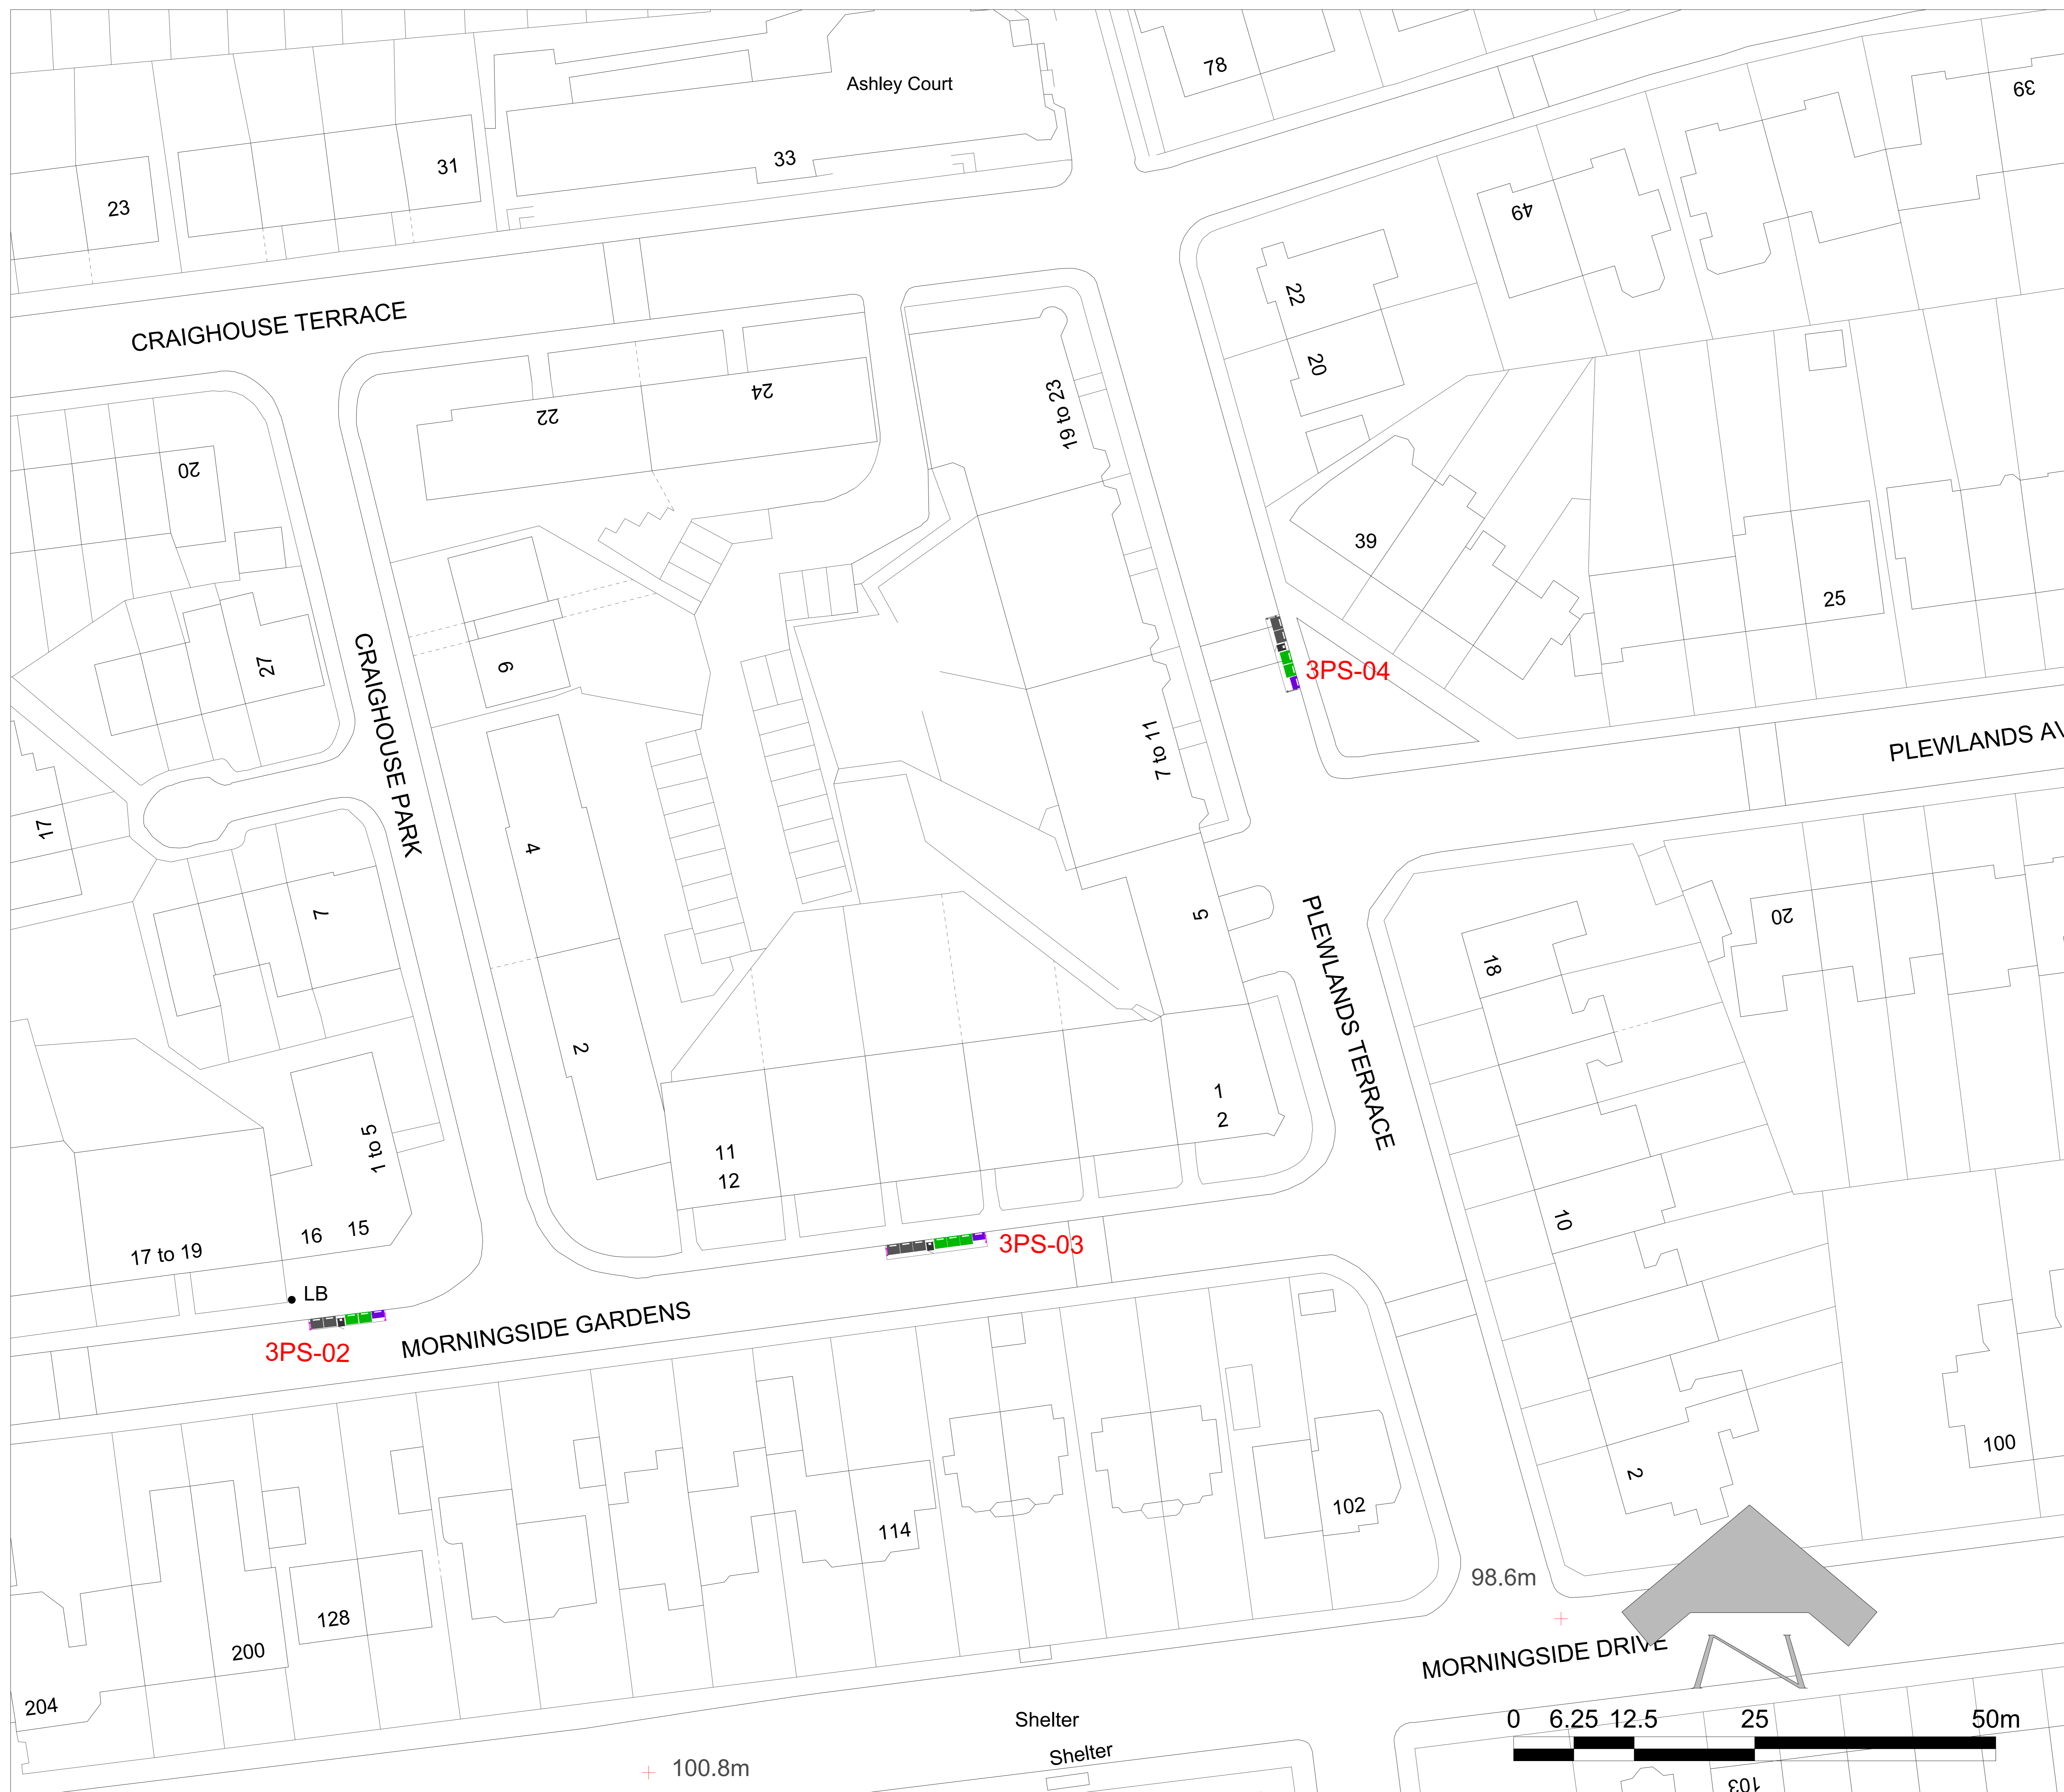 78
Ashley Court
39
33
31
23
49
22
CRAIGHOUSE TERRACE
20
24
22
19 to 23
20
39
25
27
6
3PS-04
CRAIGHOUSE PARK
7 to 11
PLEWLANDS AV
17
4
7
5
20
18
PLEWLANDS TERRACE
2
1
2
1 to 5
11
12
10
16
15
17 to 19
3PS-03
LB
MORNINGSIDE GARDENS
3PS-02
100
2
102
114
98.6m
128
200
MORNINGSIDE DRIVE
204
Shelter
0 6.25 12.5 25 50m
Shelter
100.8m
103